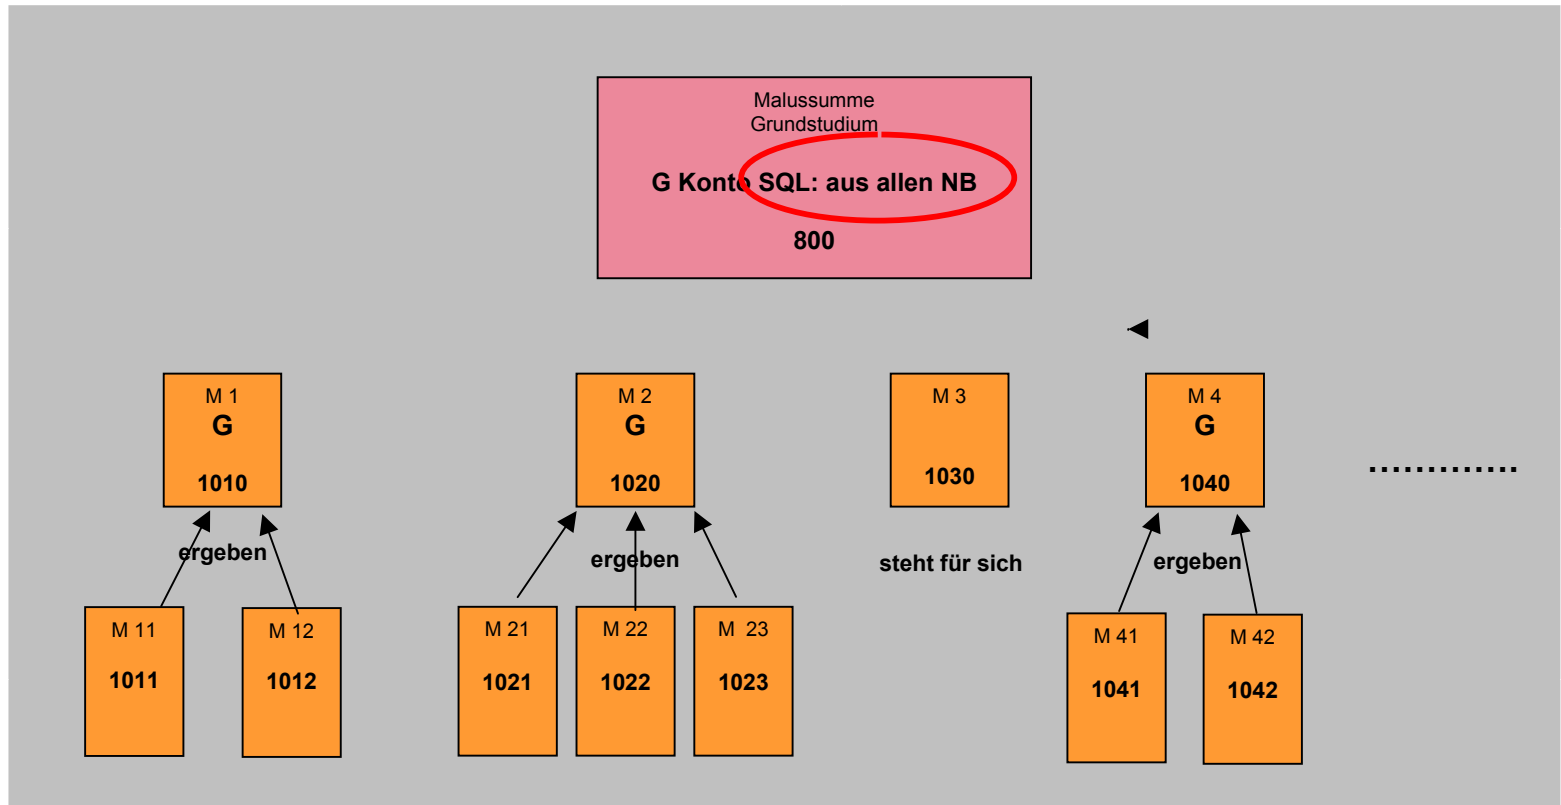 Malussumme
Grundstudium
G Konto SQL: aus allen NB
800
M 1
G
1010
M 2
G
1020
M 3
1030
M 4
G
1040
.............
ergeben
ergeben
steht für sich
ergeben
M 11
1011
M 12
1012
M 21
1021
M 22
1022
M 23
1023
M 41
1041
M 42
1042